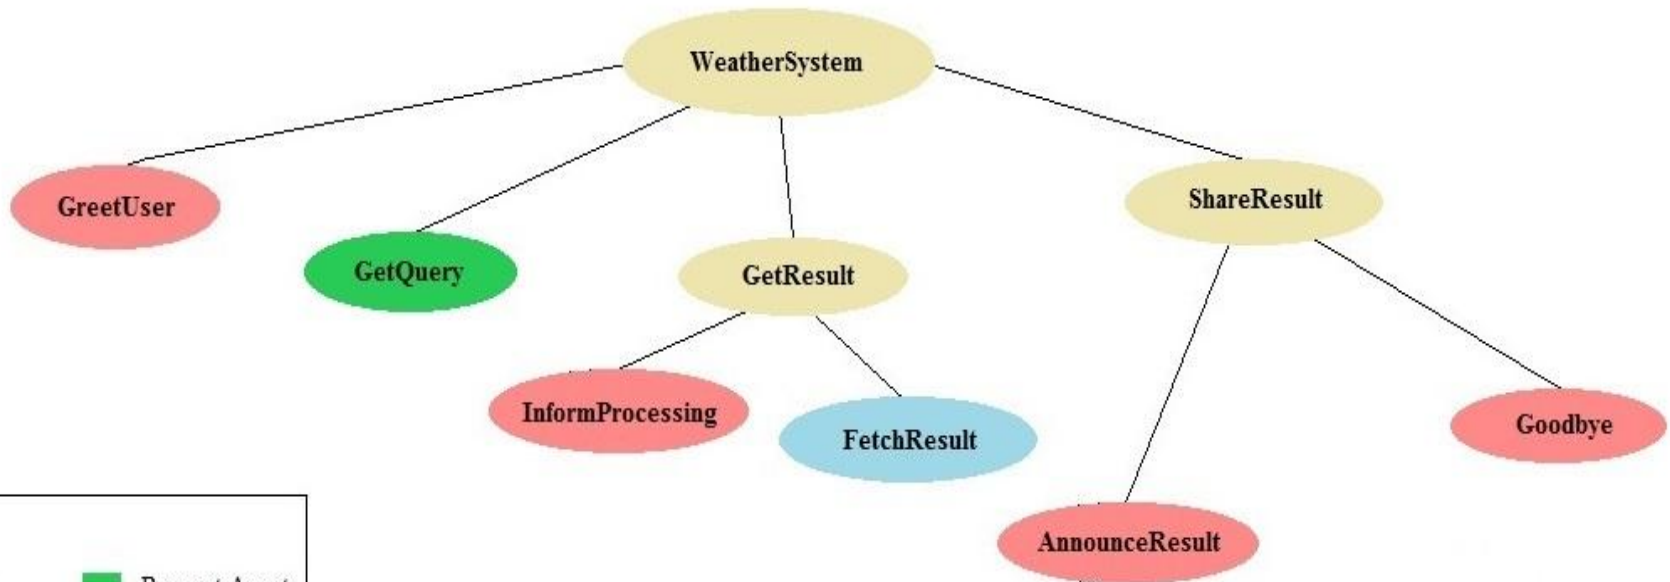 WeatherSystem
GreetUser
ShareResult
GetQuery
GetResult
InformProcessing
FetchResult
Goodbye
AnnounceResult